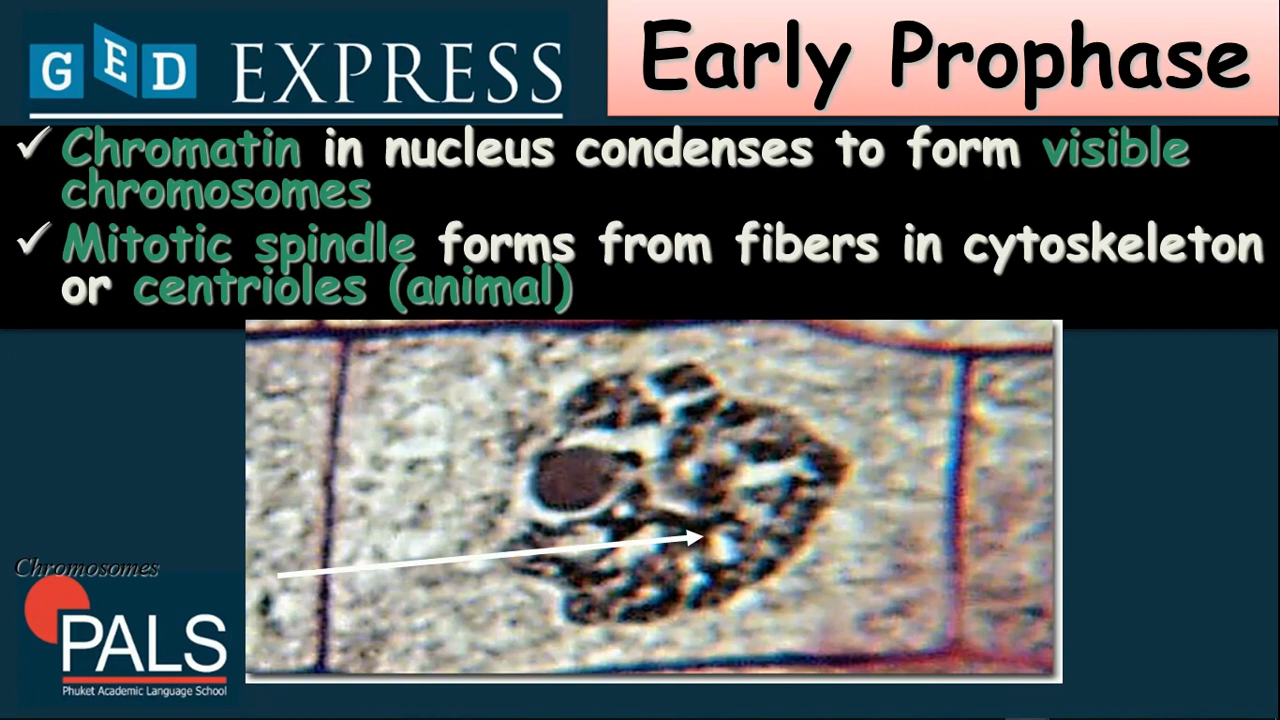 GED EXPRESS
Early Prophase
✓ Chromatin in nucleus condenses to form visible
chromosomes
✓ Mitotic spindle forms from fibers in cytoskeleton
or centrioles (animal)
Chromosomes
PALS
Phuket Academic Language School